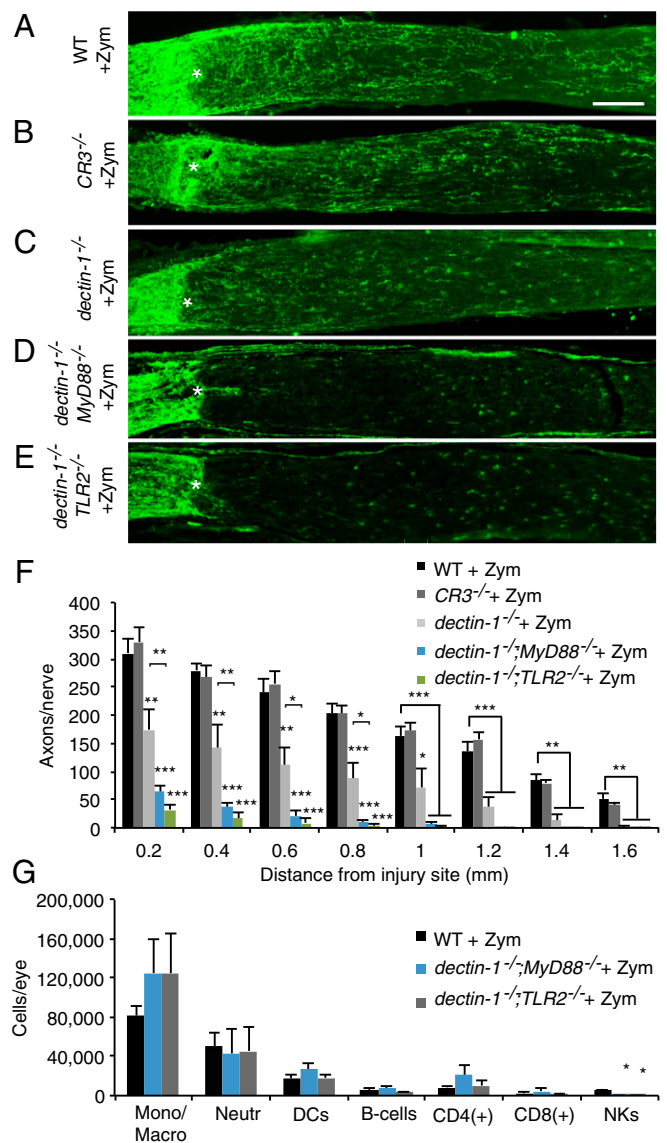 A
WT
+Zym
*
B
CR3-/-
+Zym
*
C
dectin-1-/-
+Zym
*
D
dectin-1-/-
MyD88-/-
+Zym
*
E
dectin-1-/-
TLR2-/-
+Zym
*
F
WT + Zym
CR3-/-+ Zym
dectin-1-/-+ Zym
dectin-1-/-;MyD88-/-+ Zym
dectin-1-/-;TLR2-/-+ Zym
Axons/nerve
400
350
300
250
200
150
100
50
0
** ** *** ***
** ** *** ***
* ** *** ***
* *** *** ***
*** *
***
**
**
0.2 0.4 0.6 0.8 1 1.2 1.4 1.6
Distance from injury site (mm)
G
WT + Zym
dectin-1-/-;MyD88-/-+ Zym
dectin-1-/-;TLR2-/-+ Zym
Cells/eye
200,000
160,000
120,000
80,000
40,000
0
* *
Mono/ Neutr DCs B-cells CD4(+) CD8(+) NKs
Macro